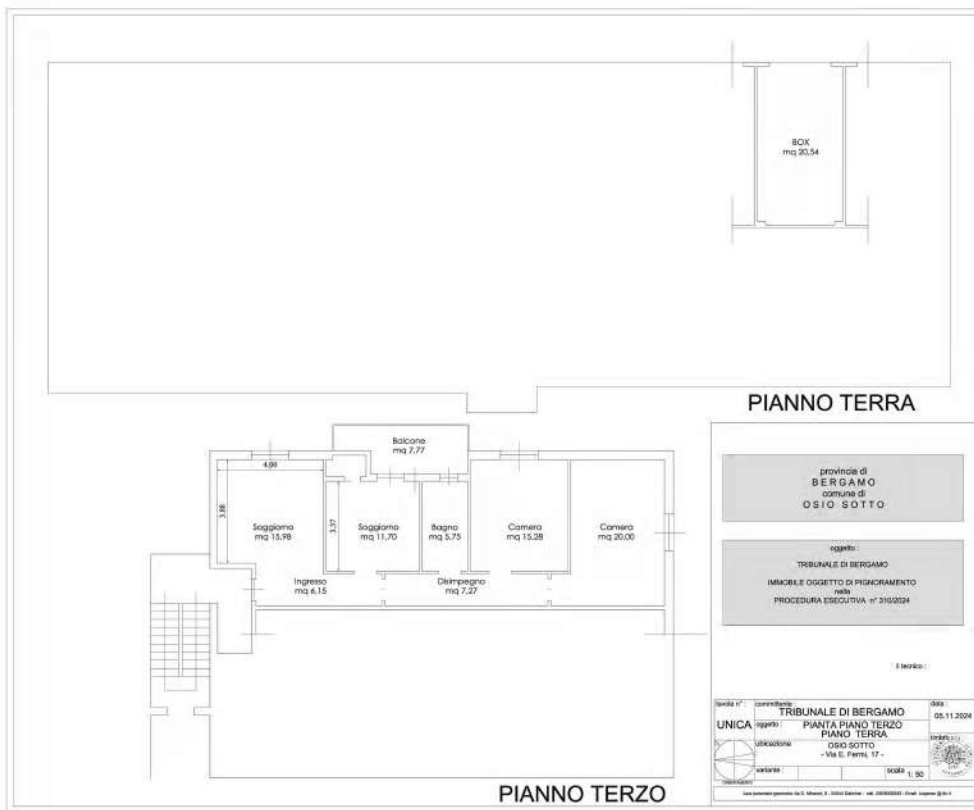 BOX
mq 20,54
PIANNO TERRA
Balcone
mq 7,77
4.00
3.88
3.37
Soggiorno
mq 15,98
Soggiorno
mq 11,70
Bagno
mq 5,75
Camera
mq 15,28
Camera
mq 20,00
Ingresso
mq 6,15
Disimpegno
mq 7,27
PIANNO TERZO
provincia di
BERGAMO
comune di
OSIO SOTTO
oggetto :
TRIBUNALE DI BERGAMO
IMMOBILE OGGETTO DI PIGNORAMENTO
nella
PROCEDURA ESECUTIVA n° 310/2024
il tecnico :
tavola n° :
UNICA
committente :
TRIBUNALE DI BERGAMO
data :
05.11.2024
oggetto :
PIANTA PIANO TERZO
PIANO TERRA
ubicazione
OSIO SOTTO
- Via E. Fermi, 17 -
timbro
variante :
scala 1: 50